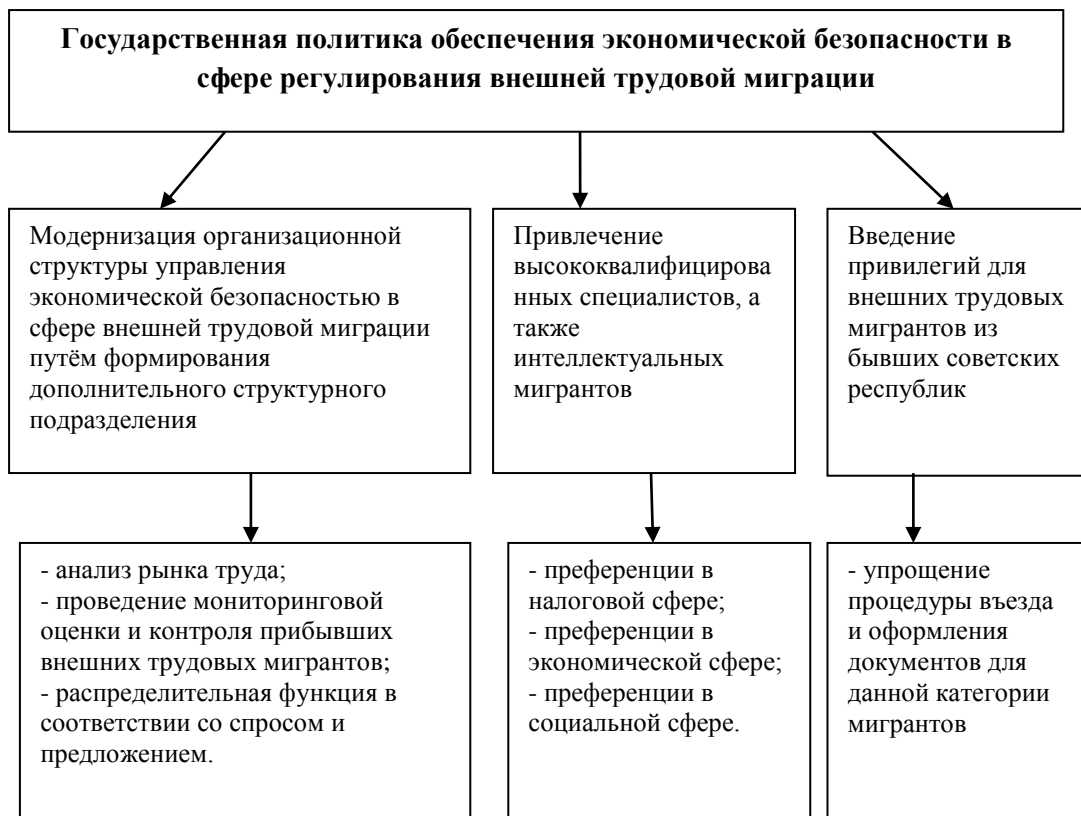 Государственная политика обеспечения экономической безопасности в
сфере регулирования внешней трудовой миграции
Модернизация организационной
структуры управления
экономической безопасностью в
сфере внешней трудовой миграции
путём формирования
дополнительного структурного
подразделения
Привлечение
высококвалифицирова
нных специалистов, а
также
интеллектуальных
мигрантов
Введение
привилегий для
внешних трудовых
мигрантов из
бывших советских
республик
- анализ рынка труда;
- проведение мониторинговой
оценки и контроля прибывших
внешних трудовых мигрантов;
- распределительная функция в
соответствии со спросом и
предложением.
- преференции в
налоговой сфере;
- преференции в
экономической сфере;
- преференции в
социальной сфере.
- упрощение
процедуры въезда
и оформления
документов для
данной категории
мигрантов